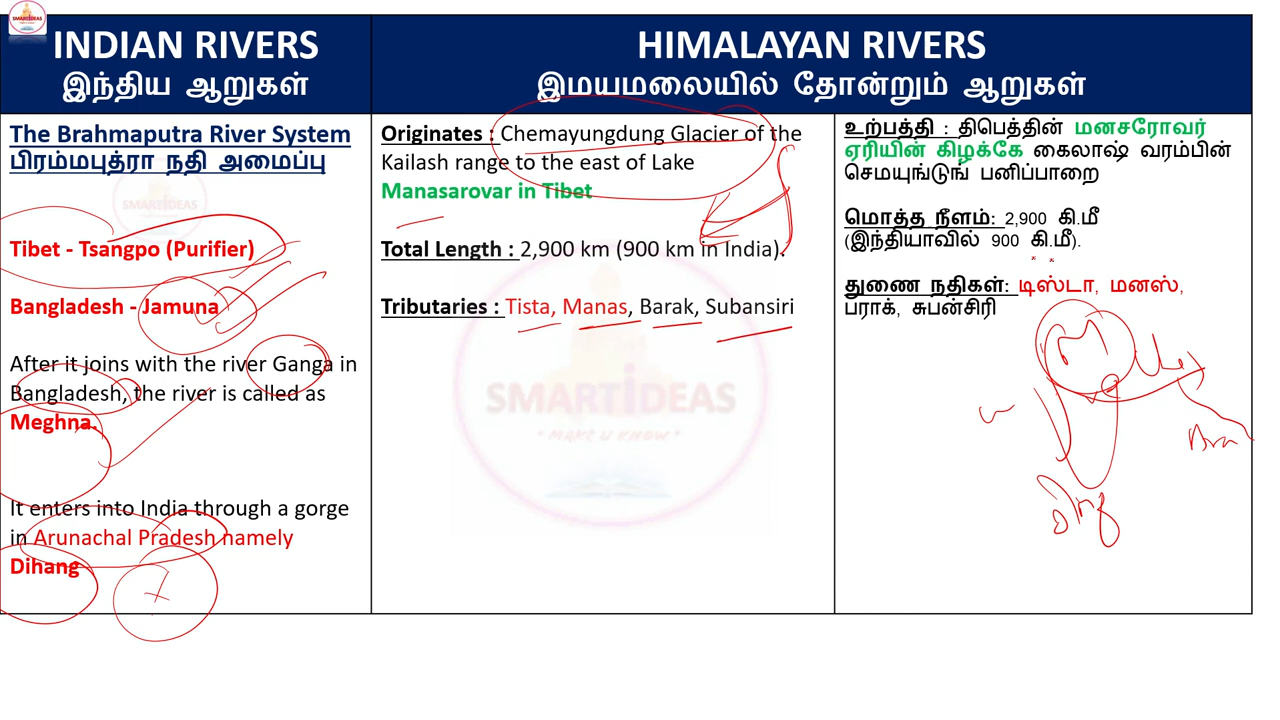 SMARTIDEAS
INDIAN RIVERS
இந்திய ஆறுகள்
HIMALAYAN RIVERS
இமயமலையில் தோன்றும் ஆறுகள்
The Brahmaputra River System
பிரம்மபுத்ரா நதி அமைப்பு
SMARTIDEAS
Tibet - Tsangpo (Purifier)
Bangladesh - Jamuna
After it joins with the river Ganga in
Bangladesh, the river is called as
Meghna.
It enters into India through a gorge
in Arunachal Pradesh namely
Dihang
Originates : Chemayungdung Glacier of the
Kailash range to the east of Lake
Manasarovar in Tibet
Total Length : 2,900 km (900 km in India).
Tributaries : Tista, Manas, Barak, Subansiri
SMARTIDEAS
* MAKE U KNOW *
உற்பத்தி : திபெத்தின் மனசரோவர்
ஏரியின் கிழக்கே கைலாஷ் வரம்பின்
செமயுங்டுங் பனிப்பாறை
மொத்த நீளம்: 2,900 கி.மீ
(இந்தியாவில் 900 கி.மீ).
துணை நதிகள்: டிஸ்டா, மனஸ்,
பராக், சுபன்சிரி